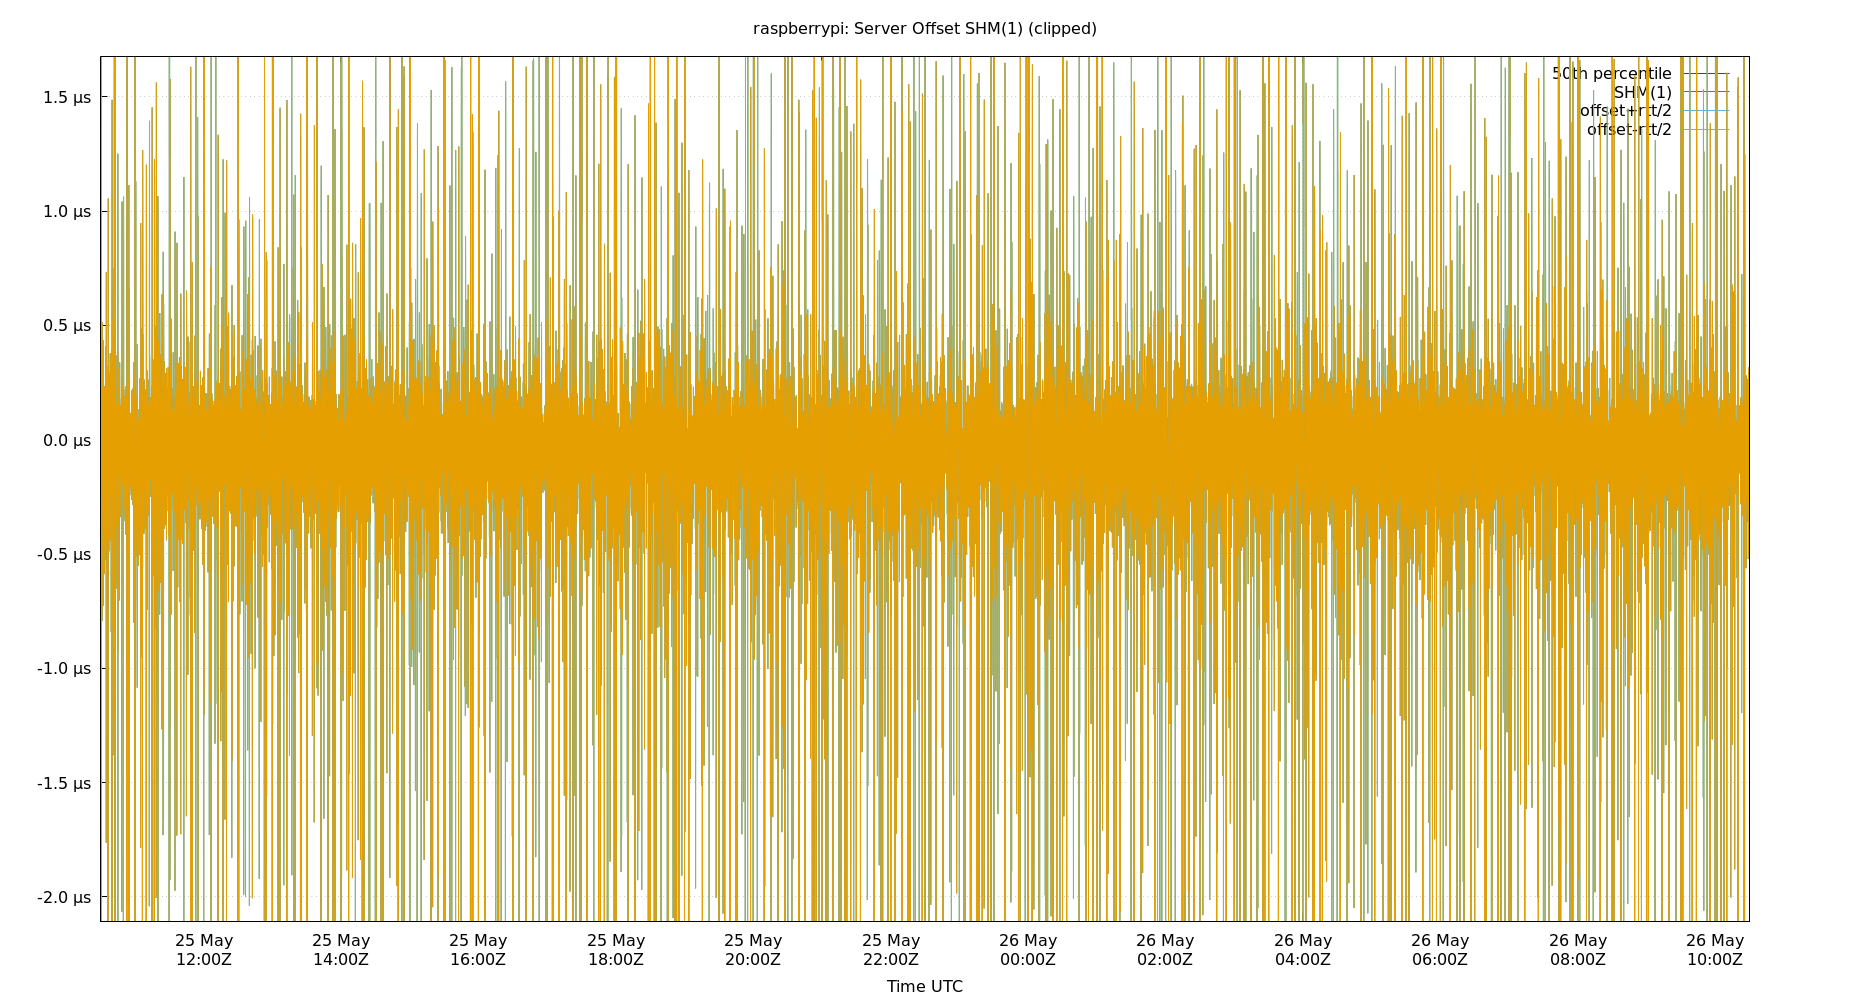 raspberrypi: Server Offset SHM(1) (clipped)
50th percentile
SHM(1)
offset+rtt/2
offset-rtt/2
1.5 µs
1.0 µs
0.5 µs
0.0 µs
-0.5 µs
-1.0 µs
-1.5 µs
-2.0 µs
25 May 25 May 25 May 25 May 25 May 25 May 26 May 26 May 26 May 26 May 26 May 26 May
12:00Z 14:00Z 16:00Z 18:00Z 20:00Z 22:00Z 00:00Z 02:00Z 04:00Z 06:00Z 08:00Z 10:00Z
Time UTC